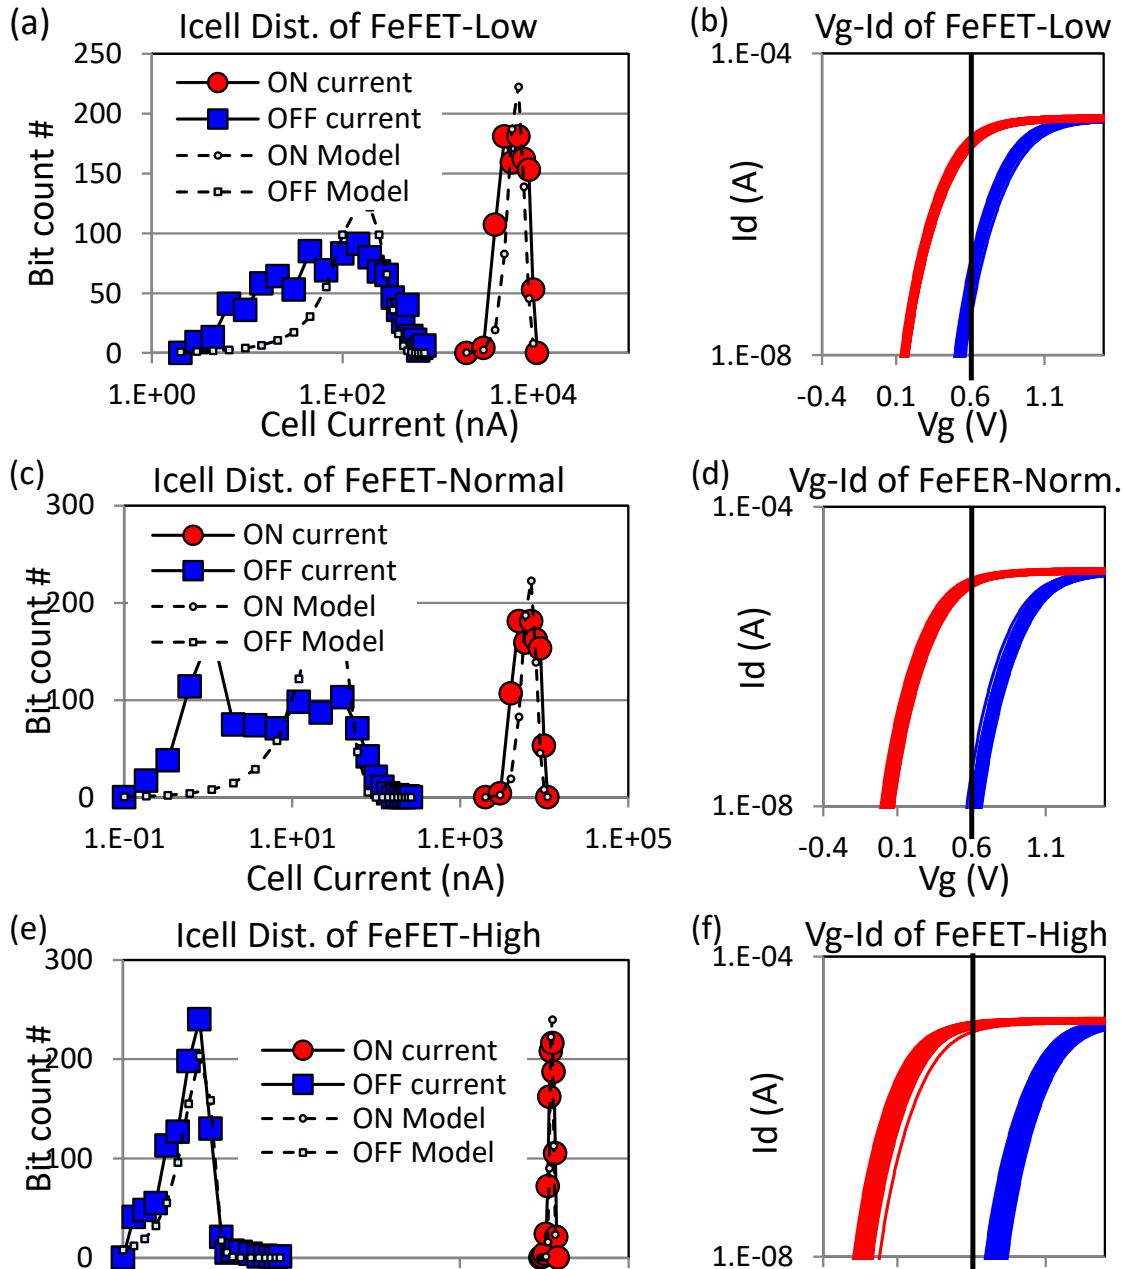 (a)
Icell Dist. of FeFET-Low
250
200
150
100
50
0
Bit count #
ON current
OFF current
ON Model
OFF Model
1.E+00
1.E+02
1.E+04
Cell Current (nA)
(b)
Vg-Id of FeFET-Low
1.E-04
Id (A)
1.E-08
-0.4
0.1
0.6
1.1
Vg (V)
(c)
Icell Dist. of FeFET-Normal
300
200
100
0
Bit count #
ON current
OFF current
ON Model
OFF Model
1.E-01
1.E+01
1.E+03
1.E+05
Cell Current (nA)
(d)
Vg-Id of FeFER-Norm.
1.E-04
Id (A)
1.E-08
-0.4
0.1
0.6
1.1
Vg (V)
(e)
Icell Dist. of FeFET-High
300
200
100
0
Bit count #
ON current
OFF current
ON Model
OFF Model
(f)
Vg-Id of FeFET-High
1.E-04
Id (A)
1.E-08